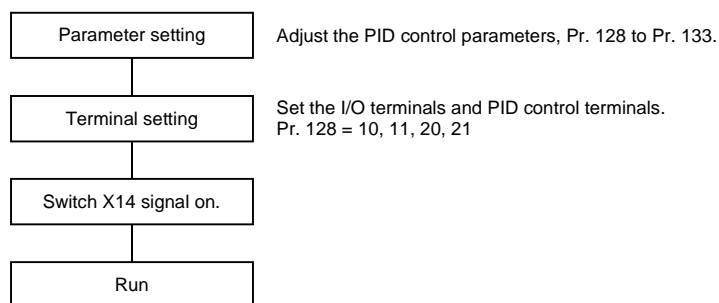 Parameter setting
Adjust the PID control parameters, Pr. 128 to Pr. 133.
Terminal setting
Set the I/O terminals and PID control terminals.
Pr. 128 = 10, 11, 20, 21
Switch X14 signal on.
Run